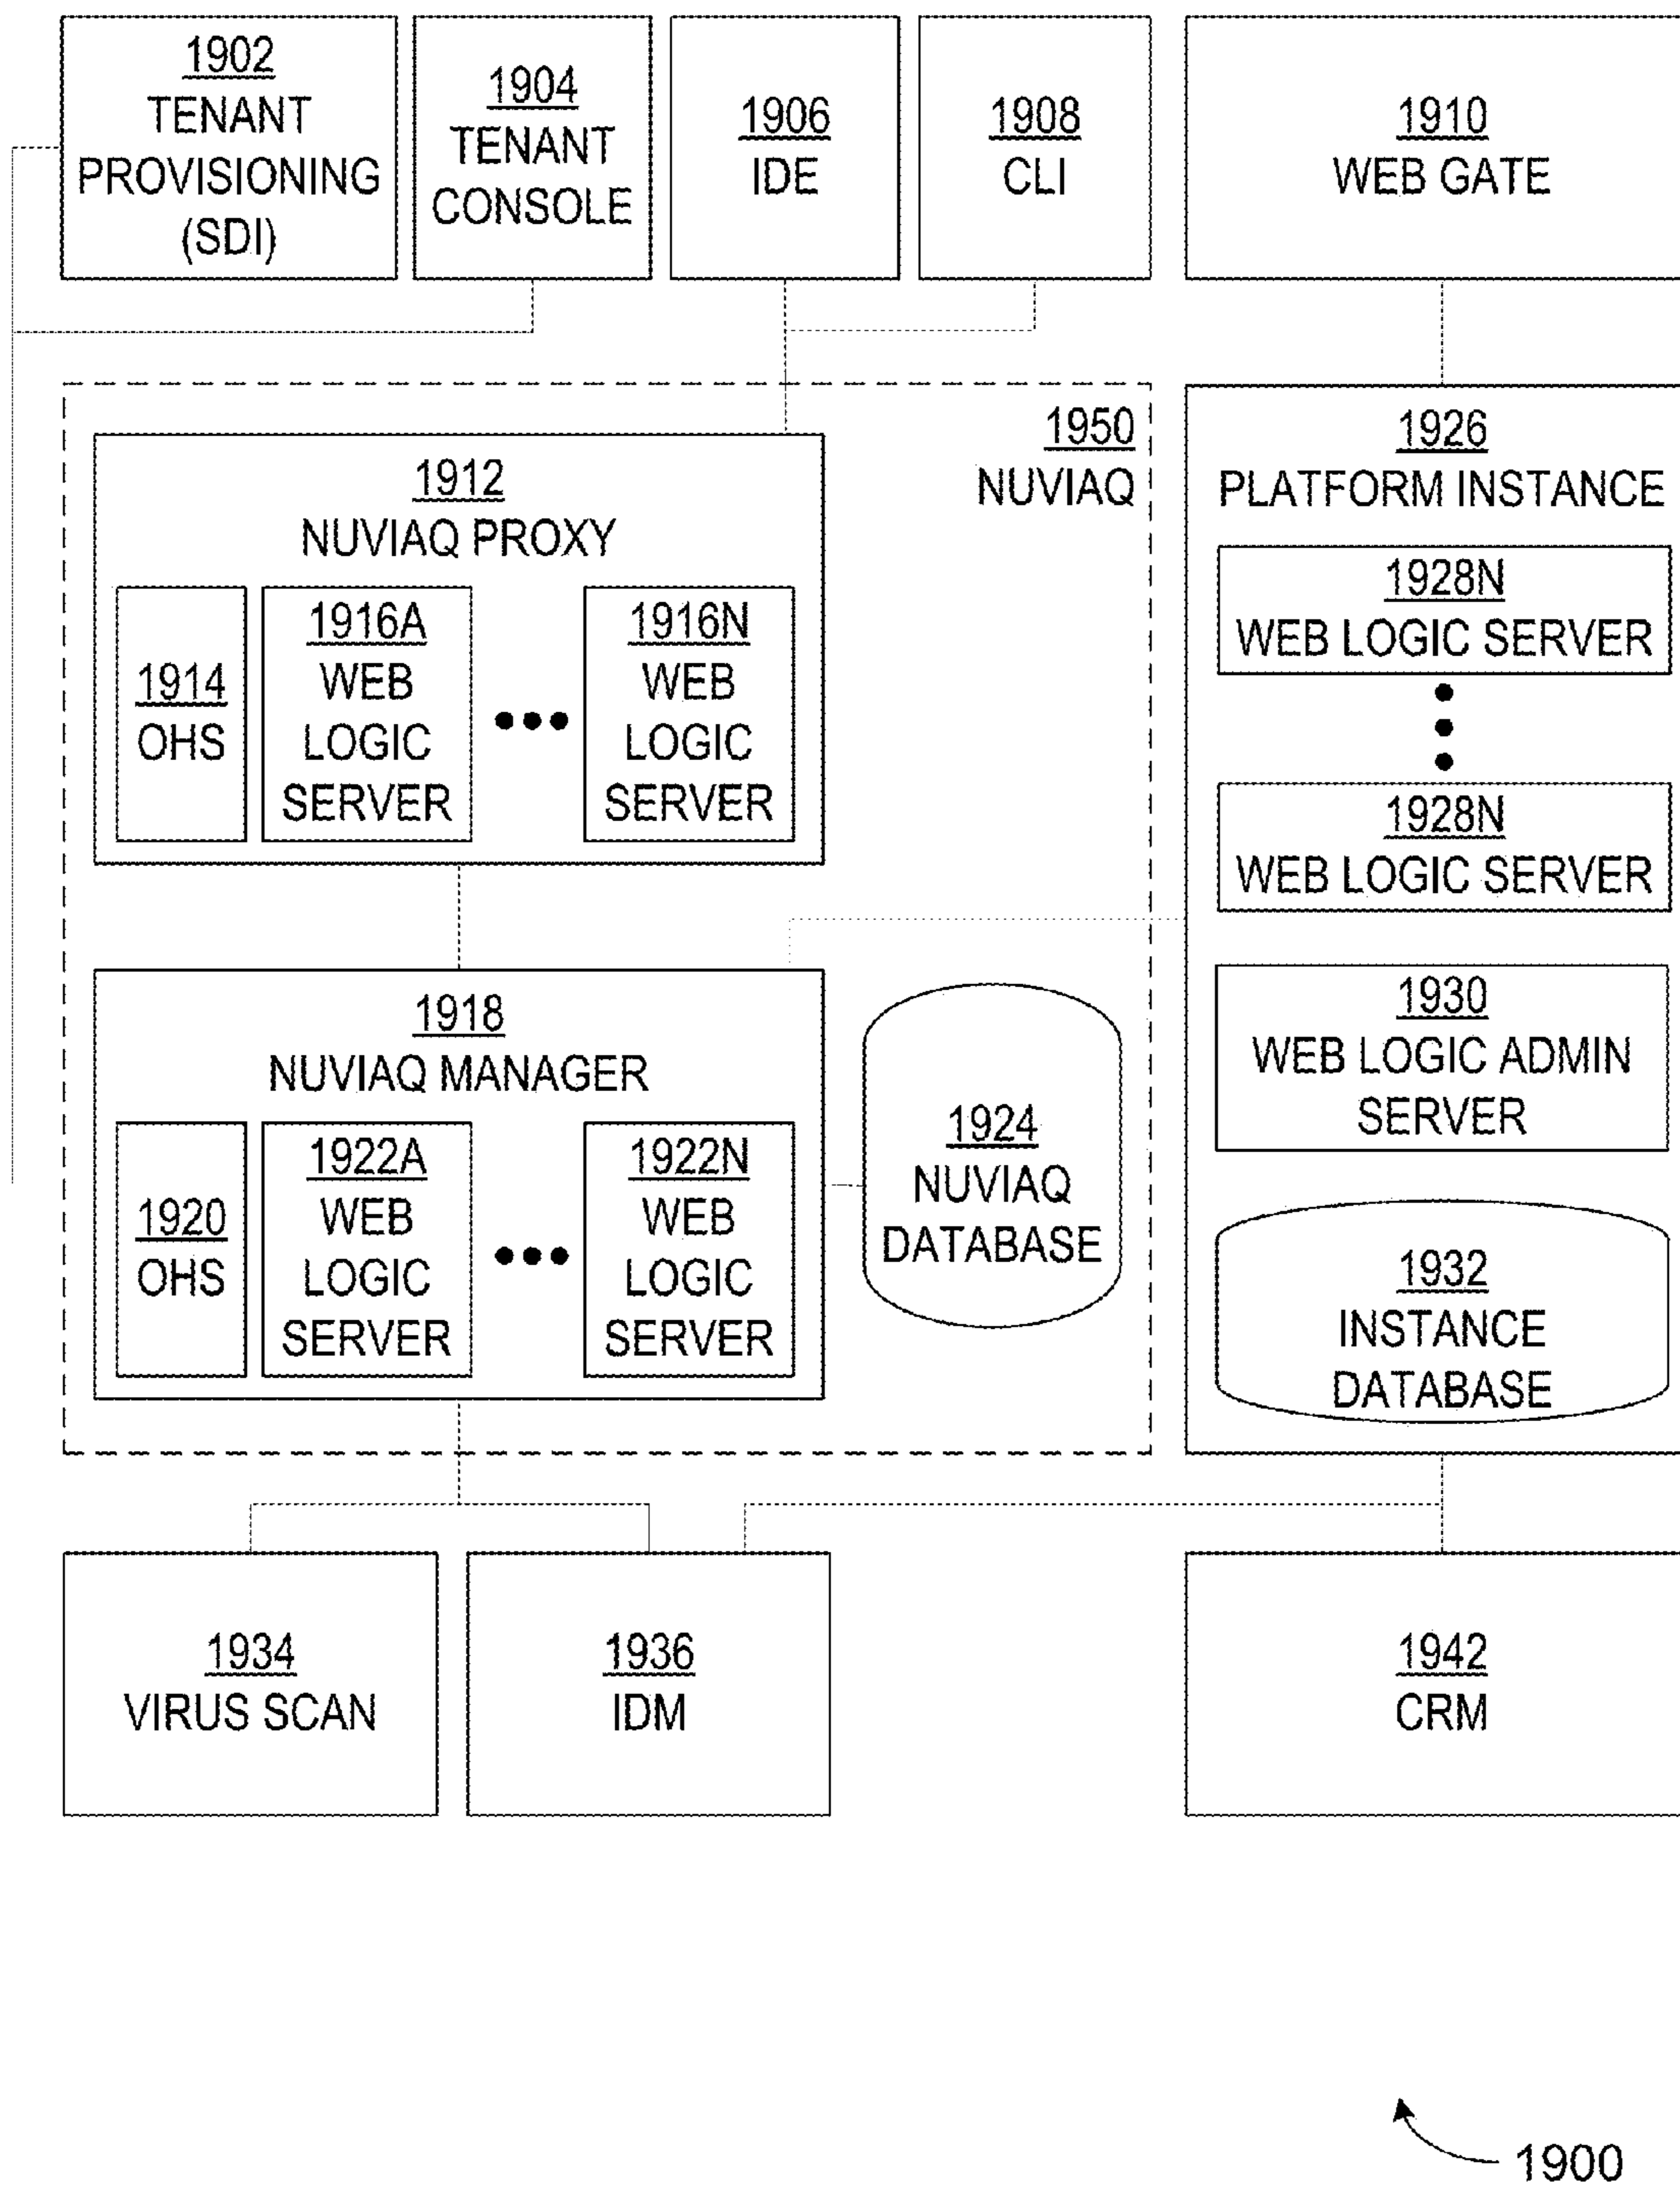 1902
TENANT
PROVISIONING
(SDI)
1904
TENANT
CONSOLE
1906
IDE
1908
CLI
1910
WEB GATE
1950
NUVIAQ
1912
NUVIAQ PROXY
1914
OHS
1916A
WEB
LOGIC
SERVER
1916N
WEB
LOGIC
SERVER
1918
NUVIAQ MANAGER
1920
OHS
1922A
WEB
LOGIC
SERVER
1922N
WEB
LOGIC
SERVER
1924
NUVIAQ
DATABASE
1926
PLATFORM INSTANCE
1928N
WEB LOGIC SERVER
1928N
WEB LOGIC SERVER
1930
WEB LOGIC ADMIN
SERVER
1932
INSTANCE
DATABASE
1934
VIRUS SCAN
1936
IDM
1942
CRM
1900